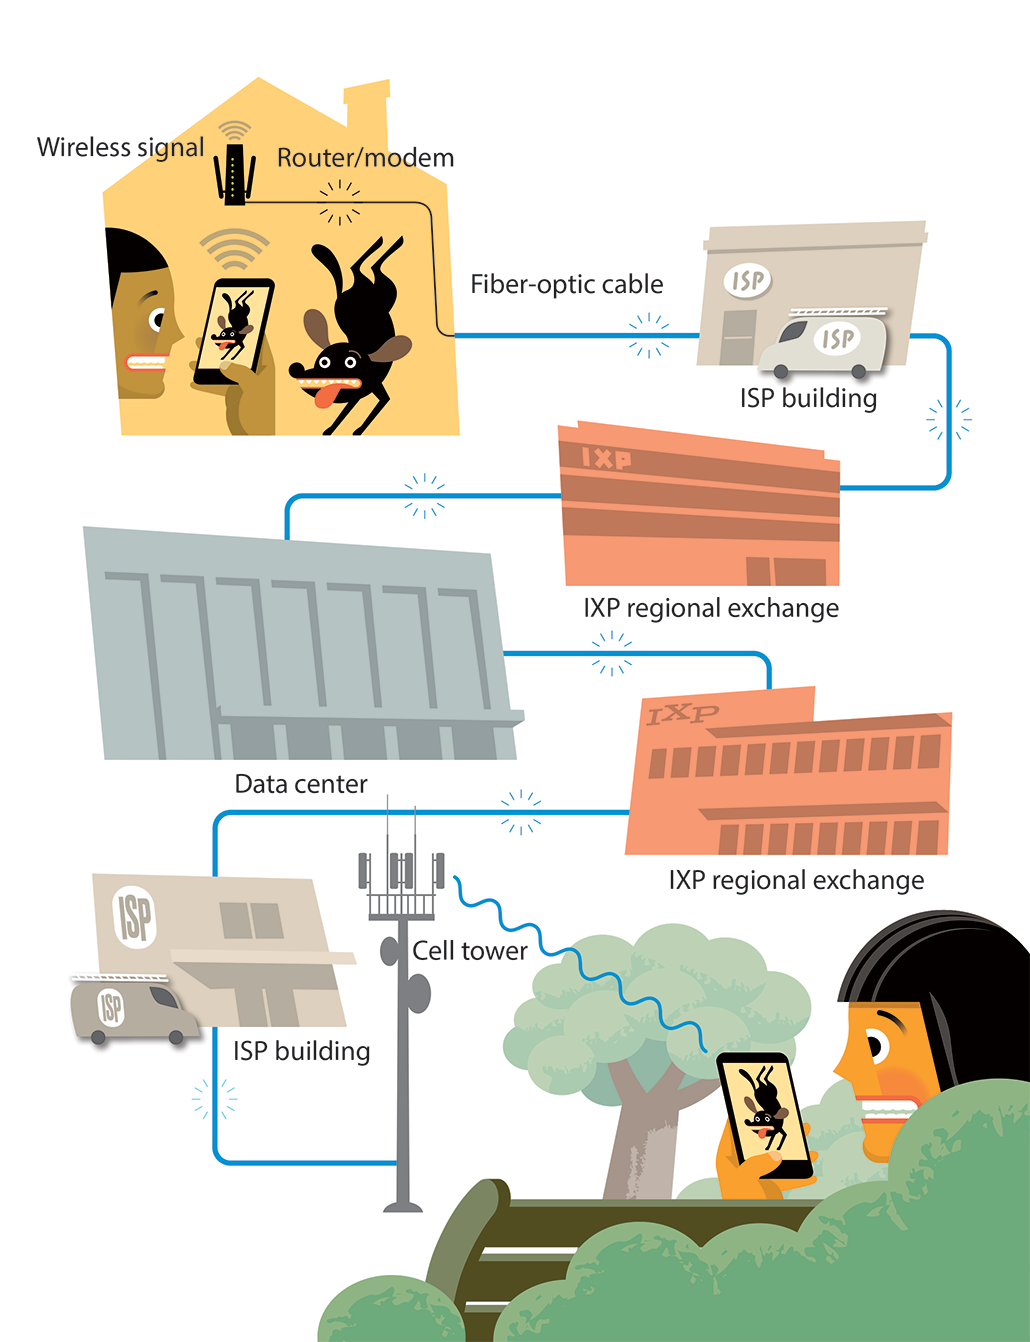 Wireless signal
Router/modem
Fiber-optic cable
ISP
ISP
ISP building
IXP
IXP regional exchange
IXP
Data center
IXP regional exchange
ISP
Cell tower
ISP
ISP building